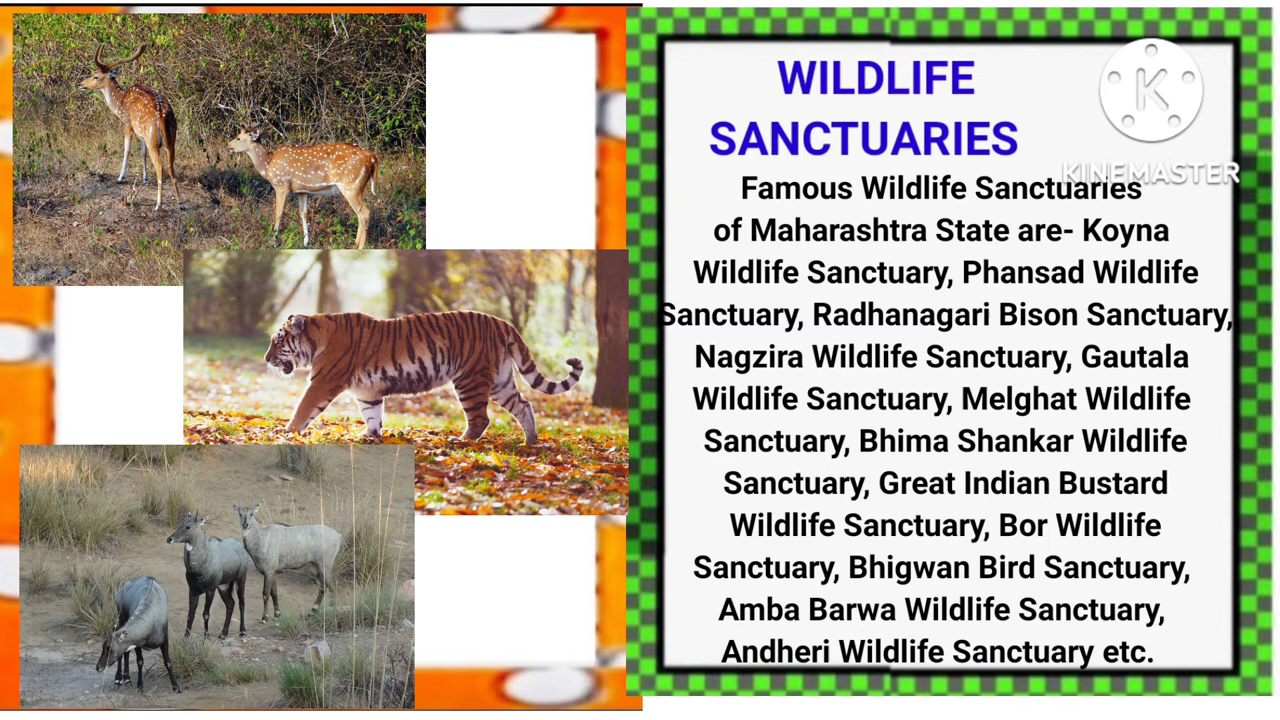 WILDLIFE
SANCTUARIES
K
KINEMASTER
Famous Wildlife Sanctuaries
of Maharashtra State are- Koyna
Wildlife Sanctuary, Phansad Wildlife
Sanctuary, Radhanagari Bison Sanctuary,
Nagzira Wildlife Sanctuary, Gautala
Wildlife Sanctuary, Melghat Wildlife
Sanctuary, Bhima Shankar Wildlife
Sanctuary, Great Indian Bustard
Wildlife Sanctuary, Bor Wildlife
Sanctuary, Bhigwan Bird Sanctuary,
Amba Barwa Wildlife Sanctuary,
Andheri Wildlife Sanctuary etc.